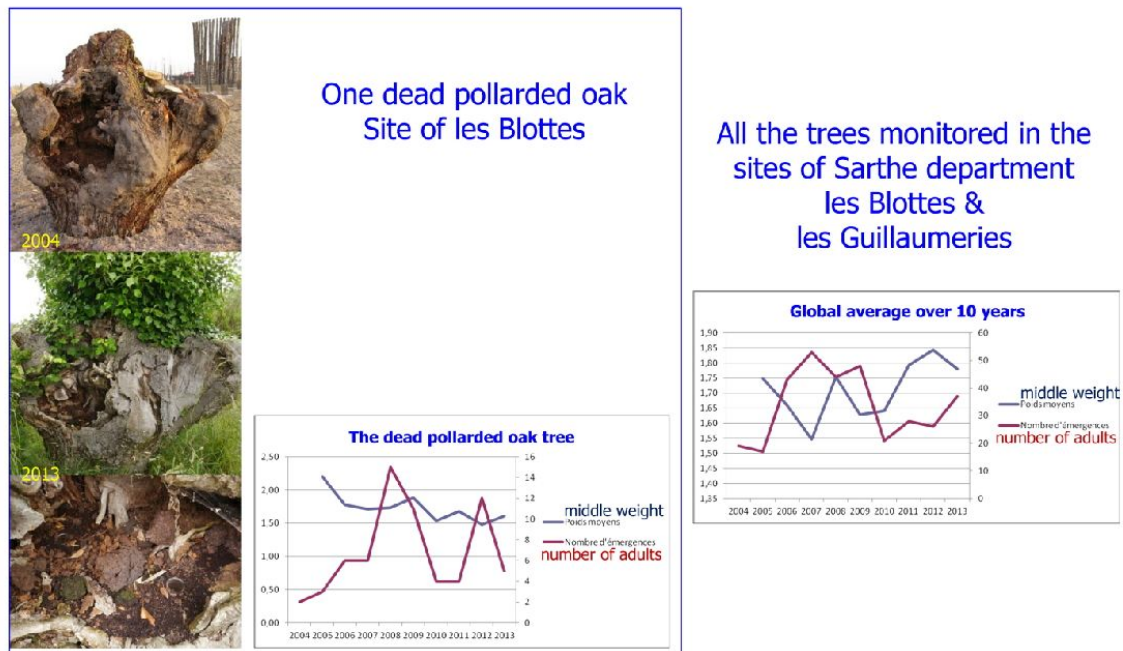 2004
2013
One dead pollarded oak
Site of les Blottes
The dead pollarded oak tree
2,50
2,00
1,50
1,00
0,50
0,00
16
14
12
10
8
6
4
2
0
2004 2005 2006 2007 2008 2009 2010 2011 2012 2013
middle weight
Poids moyens
Nombre d'émergences
number of adults
All the trees monitored in the
sites of Sarthe department
les Blottes &
les Guillaumeries
Global average over 10 years
1,90
1,85
1,80
1,75
1,70
1,65
1,60
1,55
1,50
1,45
1,40
1,35
60
50
40
30
20
10
0
2004 2005 2006 2007 2008 2009 2010 2011 2012 2013
middle weight
Poids moyens
Nombre d'émergences
number of adults